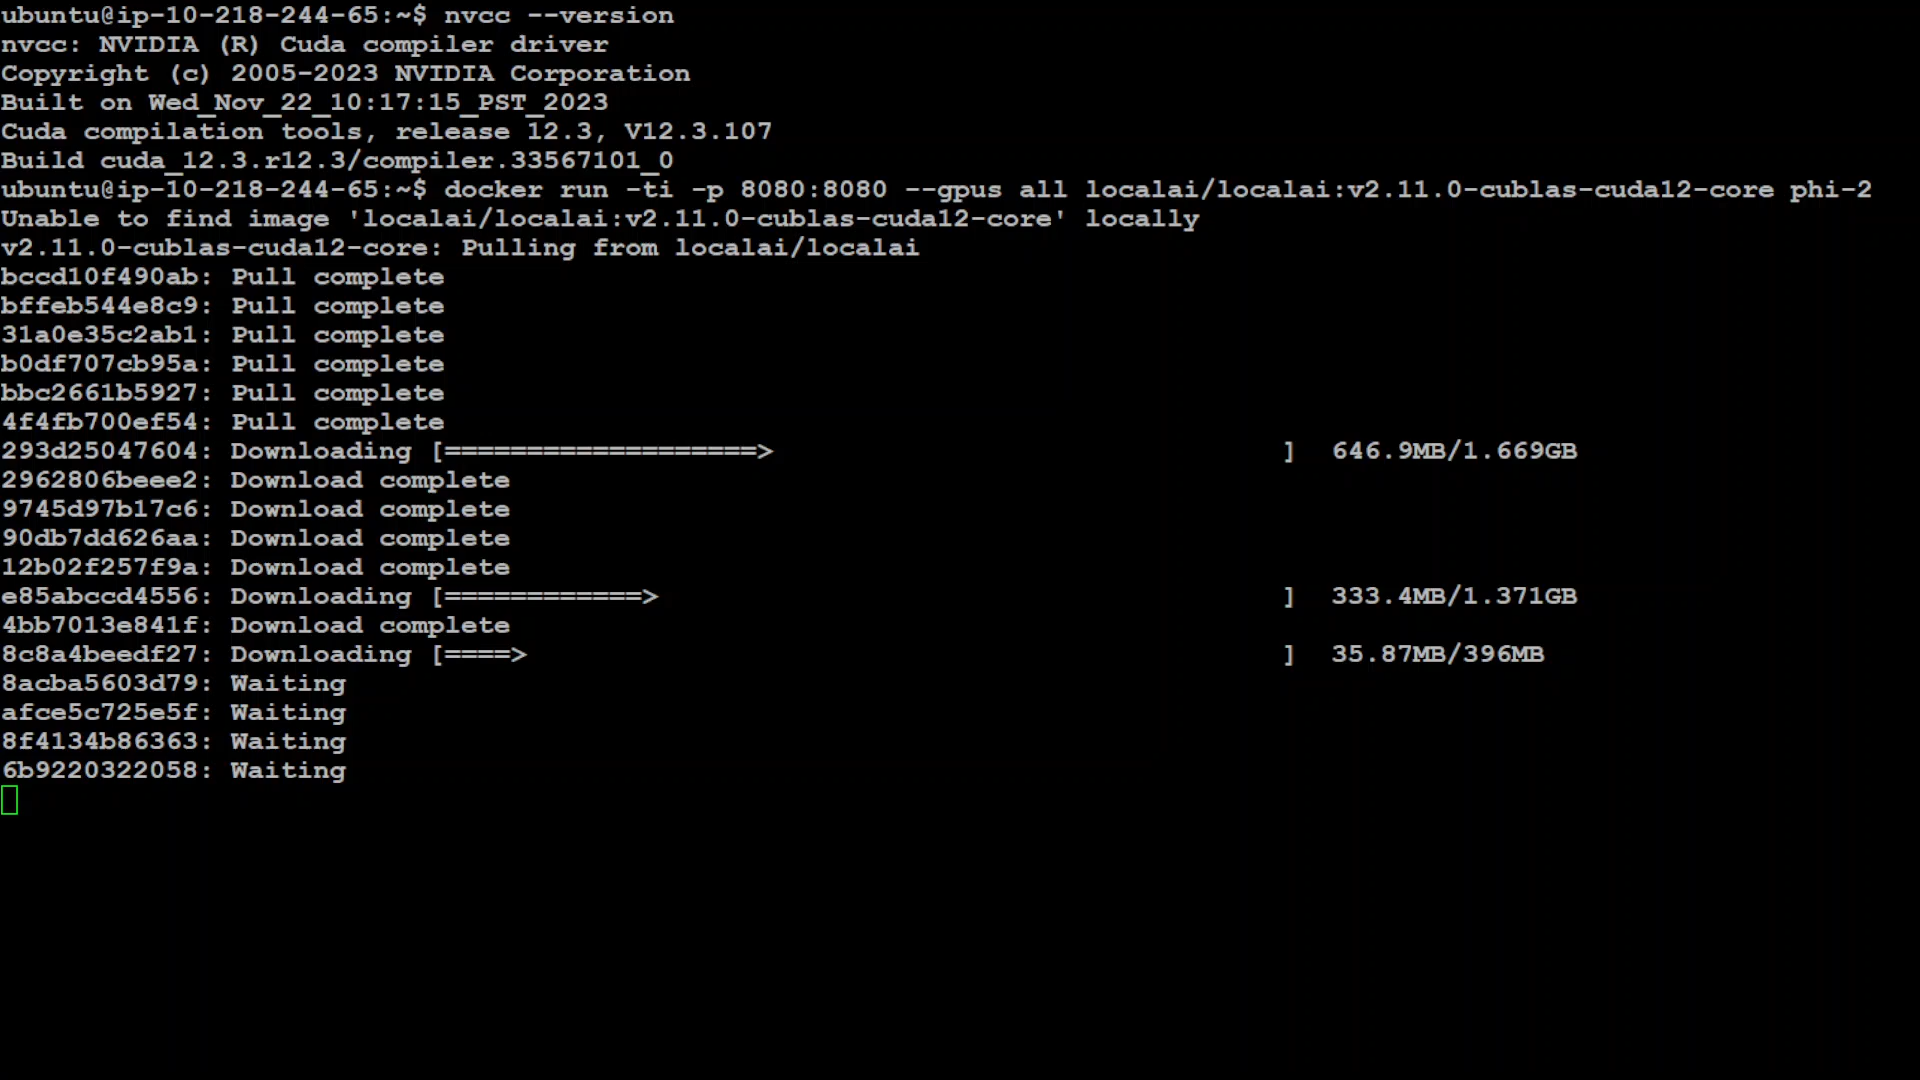 ubuntu@ip-10-218-244-65:~$ nvcc --version
nvcc: NVIDIA (R) Cuda compiler driver
Copyright (c) 2005-2023 NVIDIA Corporation
Built on Wed_Nov_22_10:17:15_PST_2023
Cuda compilation tools, release 12.3, V12.3.107
Build cuda_12.3.r12.3/compiler.33567101_0
ubuntu@ip-10-218-244-65:~$ docker run -ti -p 8080:8080 --gpus all localai/localai:v2.11.0-cublas-cuda12-core phi-2
Unable to find image 'localai/localai:v2.11.0-cublas-cuda12-core' locally
v2.11.0-cublas-cuda12-core: Pulling from localai/localai
bccd10f490ab: Pull complete
bffeb544e8c9: Pull complete
31a0e35c2ab1: Pull complete
b0df707cb95a: Pull complete
bbc2661b5927: Pull complete
4f4fb700ef54: Pull complete
293d25047604: Downloading [===================>                               ]  646.9MB/1.669GB
2962806beee2: Download complete
9745d97b17c6: Download complete
90db7dd626aa: Download complete
12b02f257f9a: Download complete
e85abccd4556: Downloading [============>                                      ]  333.4MB/1.371GB
4bb7013e841f: Download complete
8c8a4beedf27: Downloading [====>                                              ]  35.87MB/396MB
8acba5603d79: Waiting
afce5c725e5f: Waiting
8f4134b86363: Waiting
6b9220322058: Waiting